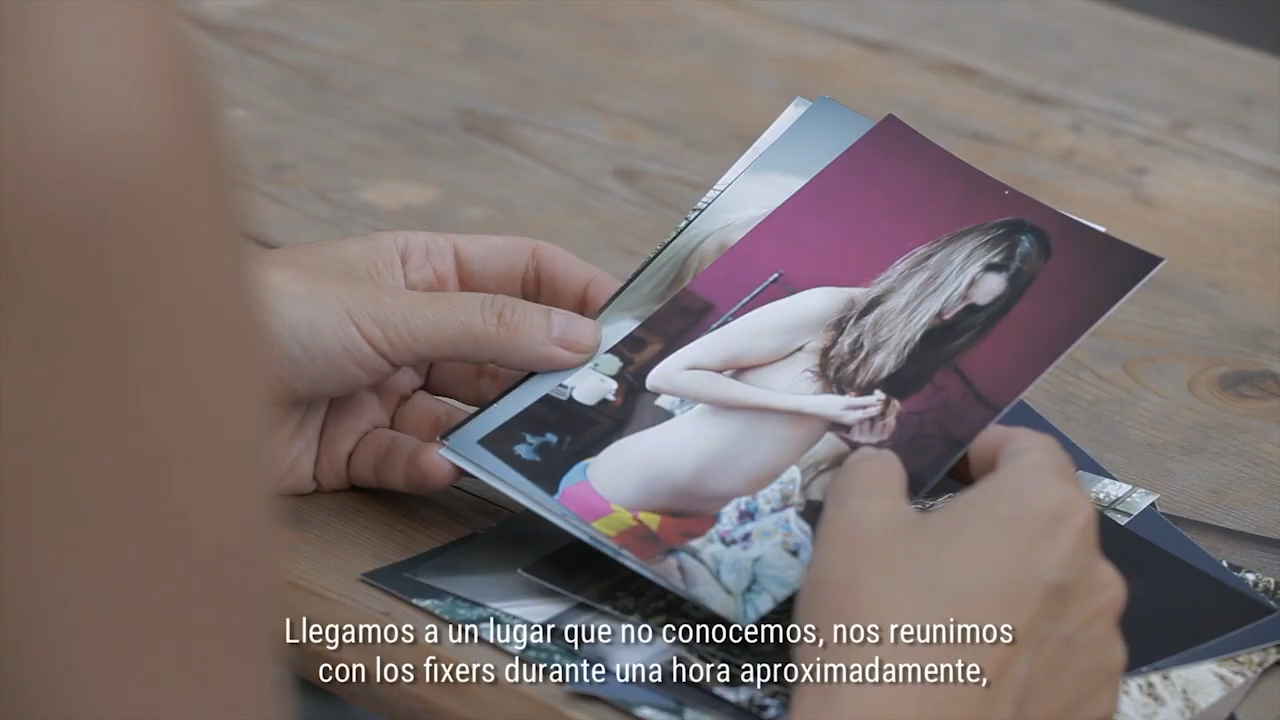 Llegamos a un lugar que no conocemos, nos reunimos
con los fixers durante una hora aproximadamente,